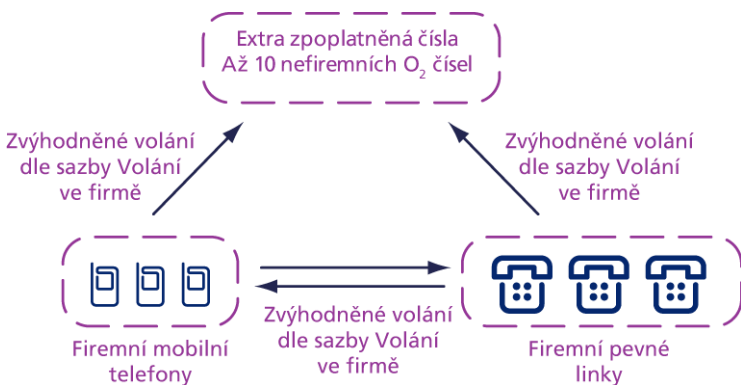 Extra zpoplatněná čísla
Až 10 nefiremních O₂ čísel
Zvýhodněné volání
dle sazby Volání
ve firmě
Zvýhodněné volání
dle sazby Volání
ve firmě
Zvýhodněné volání
dle sazby Volání
ve firmě
Firemní mobilní
telefony
Firemní pevné
linky